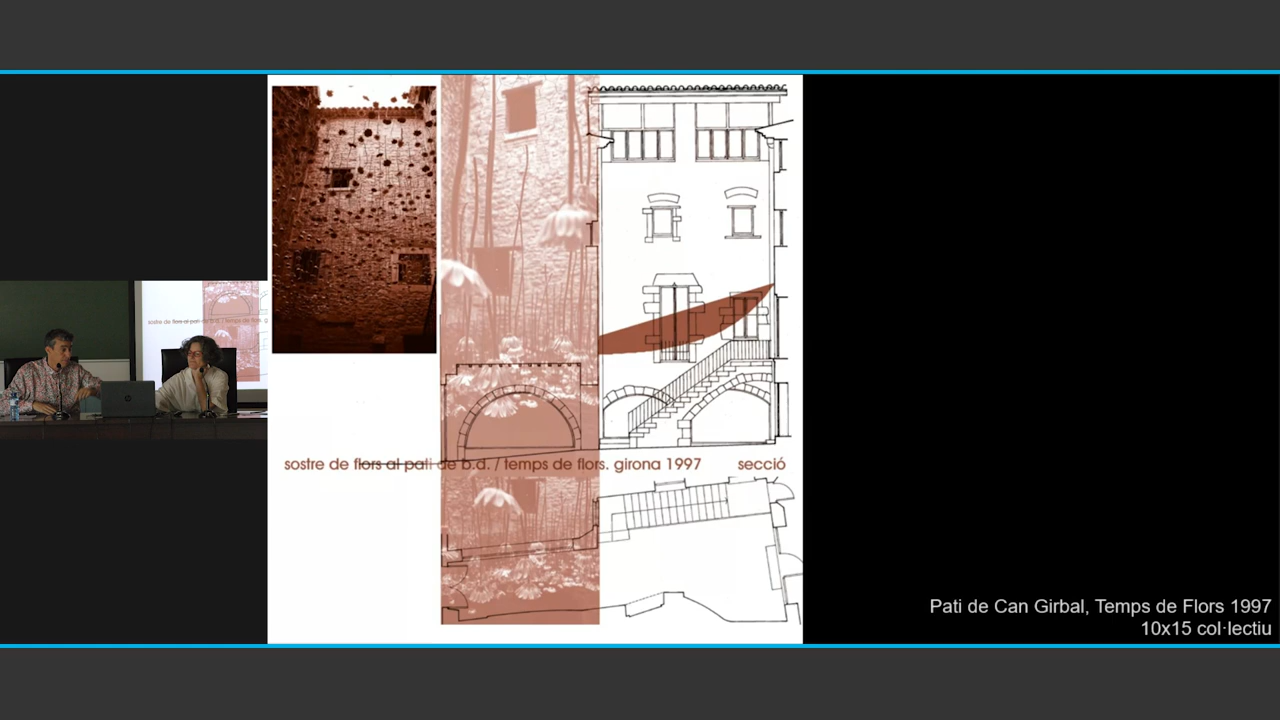 sostre de flors al pati de b.d. / temps de flors. girona 1997 secció
Pati de Can Girbal, Temps de Flors 1997
10x15 col·lectiu